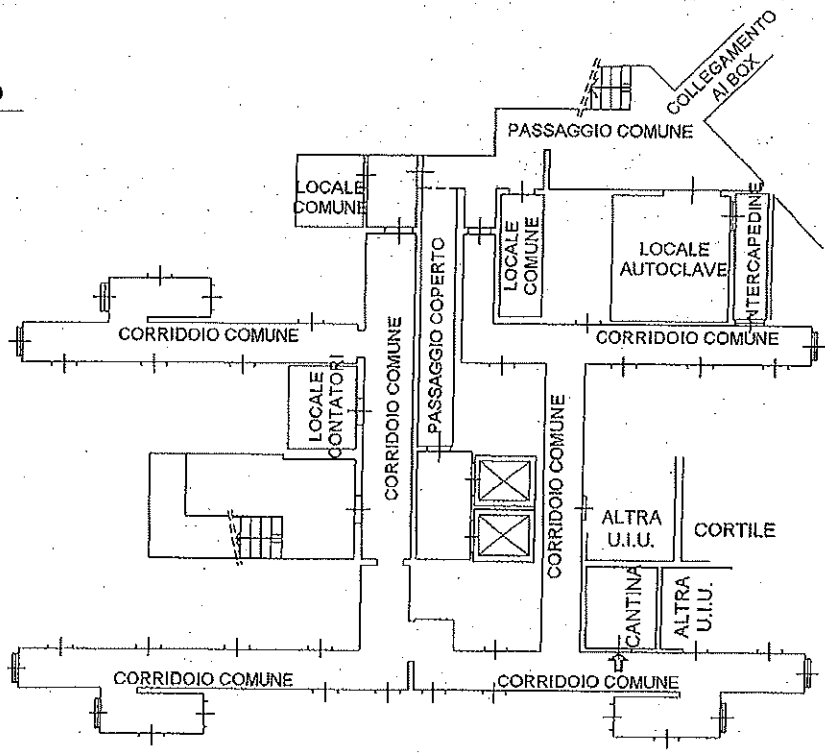 COLLEGAMENTO
AI BOX
PASSAGGIO COMUNE
LOCALE
COMUNE
LOCALE
COMUNE
LOCALE
AUTOCLAVE
INTERCAPEDINE
PASSAGGIO COPERTO
CORRIDOIO COMUNE
CORRIDOIO COMUNE
CORRIDOIO COMUNE
LOCALE
CONTATORI
CORRIDOIO COMUNE
ALTRA
U.I.U.
CORTILE
CANTINA
ALTRA
U.I.U.
CORRIDOIO COMUNE
CORRIDOIO COMUNE